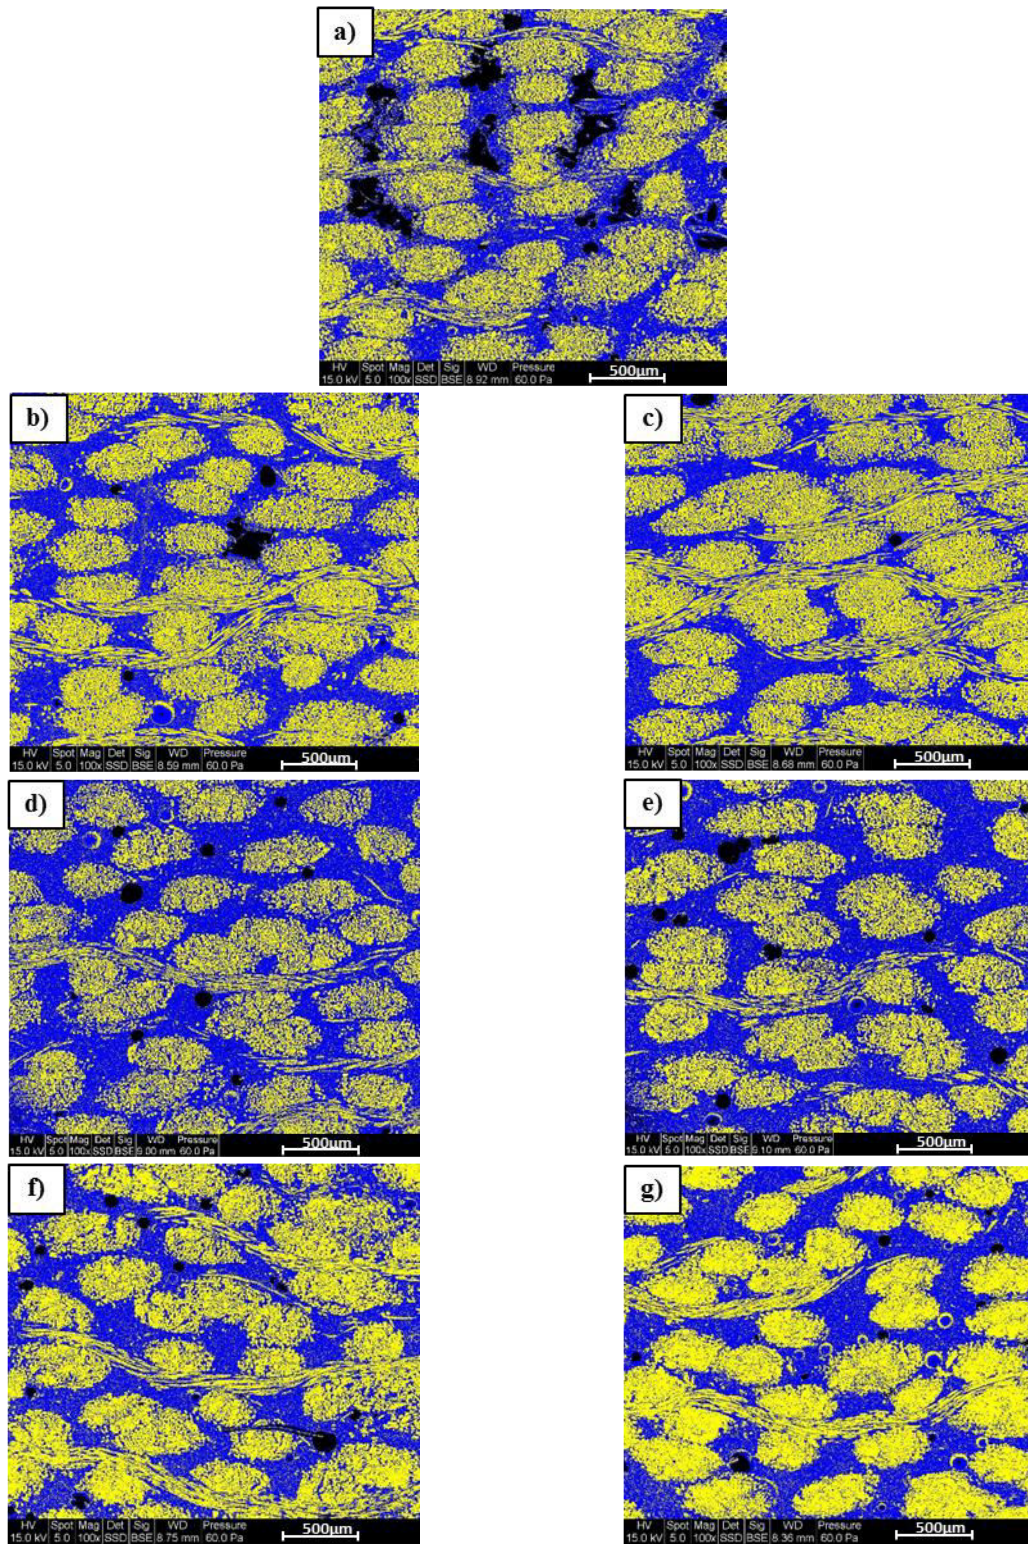 a)
HV Spot Mag Det Sig WD Pressure
15.0 kV 5.0 100x SSD BSE 8.92 mm 60.0 Pa 500µm
b)
HV Spot Mag Det Sig WD Pressure
15.0 kV 5.0 100x SSD BSE 8.59 mm 60.0 Pa 500µm
c)
HV Spot Mag Det Sig WD Pressure
15.0 kV 5.0 100x SSD BSE 8.68 mm 60.0 Pa 500µm
d)
HV Spot Mag Det Sig WD Pressure
15.0 kV 5.0 100x SSD BSE 9.00 mm 60.0 Pa 500µm
e)
HV Spot Mag Det Sig WD Pressure
15.0 kV 5.0 100x SSD BSE 9.10 mm 60.0 Pa 500µm
f)
HV Spot Mag Det Sig WD Pressure
15.0 kV 5.0 100x SSD BSE 8.75 mm 60.0 Pa 500µm
g)
HV Spot Mag Det Sig WD Pressure
15.0 kV 5.0 100x SSD BSE 8.36 mm 60.0 Pa 500µm